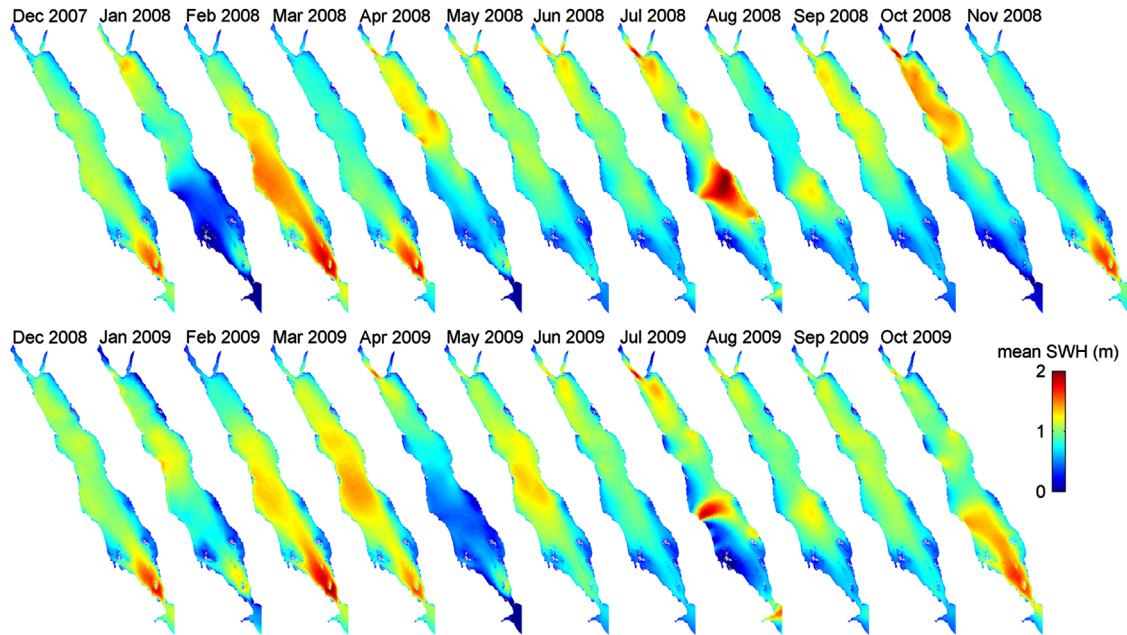 Dec 2007 Jan 2008 Feb 2008 Mar 2008 Apr 2008 May 2008 Jun 2008 Jul 2008 Aug 2008 Sep 2008 Oct 2008 Nov 2008
Dec 2008 Jan 2009 Feb 2009 Mar 2009 Apr 2009 May 2009 Jun 2009 Jul 2009 Aug 2009 Sep 2009 Oct 2009
mean SWH (m)
2
1
0